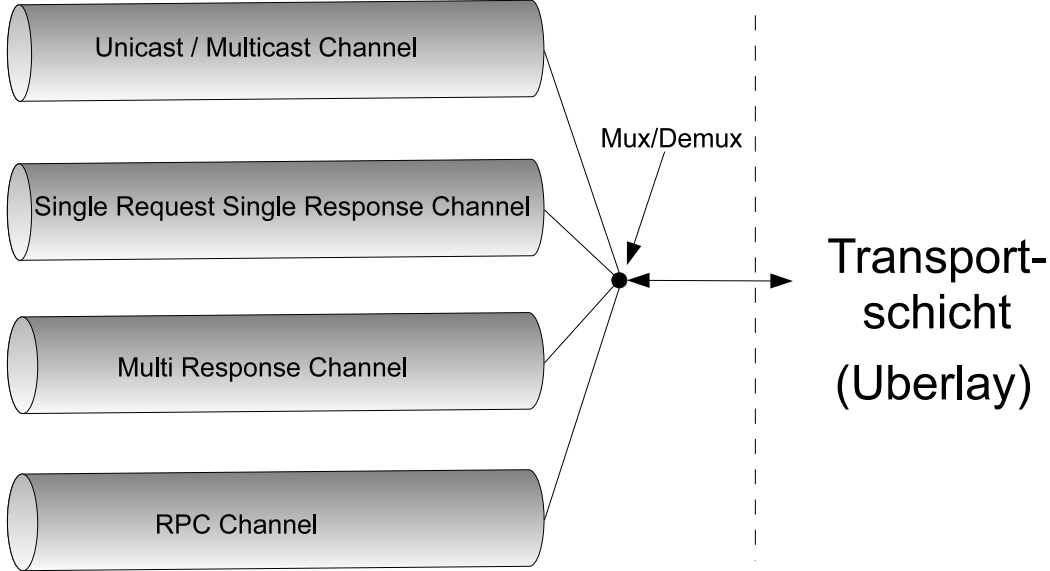 Unicast / Multicast Channel
Mux/Demux
Single Request Single Response Channel
Transport-
schicht
(Uberlay)
Multi Response Channel
RPC Channel